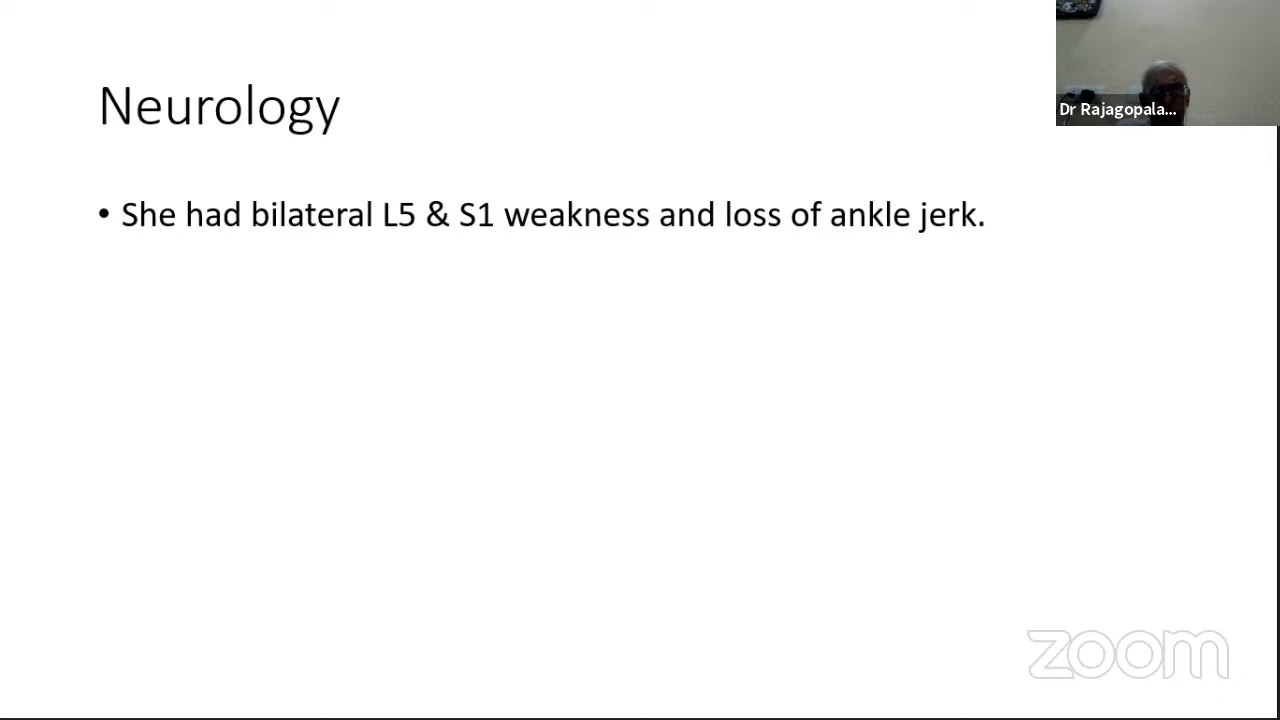 Neurology
Dr Rajagopala...
• She had bilateral L5 & S1 weakness and loss of ankle jerk.
zoom